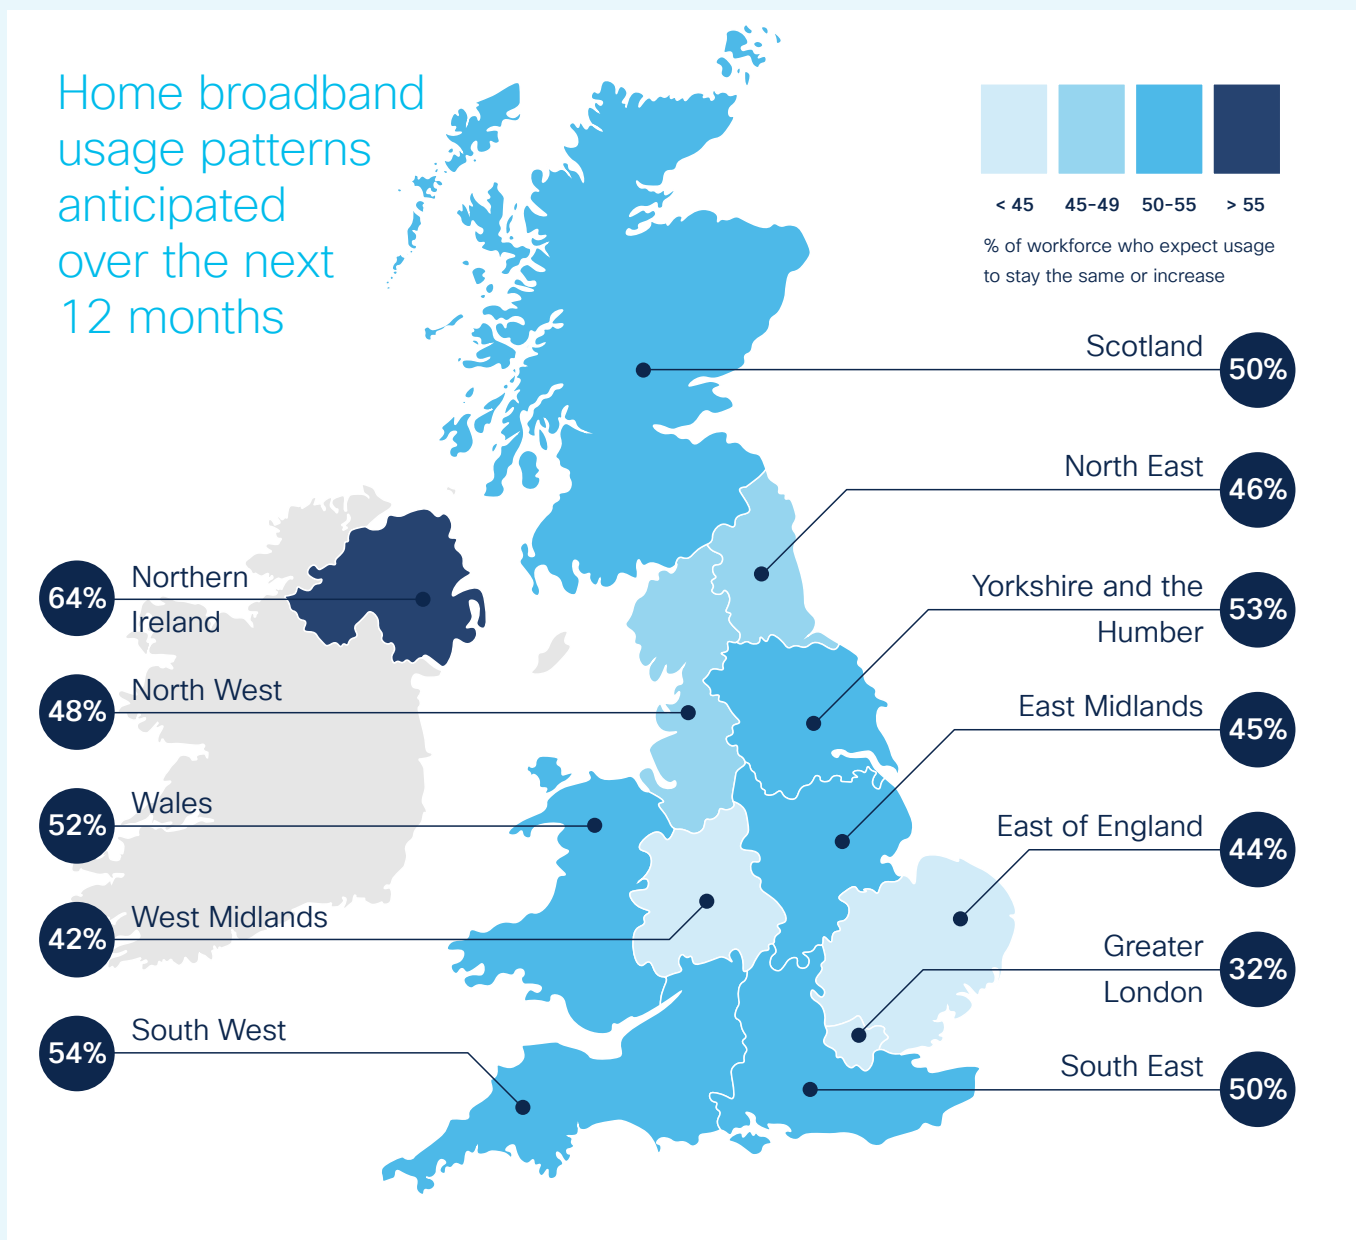 Home broadband
usage patterns
anticipated
over the next
12 months
< 45
45-49
50-55
> 55
% of workforce who expect usage
to stay the same or increase
Scotland
50%
North East
46%
Yorkshire and the
Humber
53%
East Midlands
45%
East of England
44%
Greater
London
32%
South East
50%
Northern
Ireland
64%
North West
48%
Wales
52%
West Midlands
42%
South West
54%